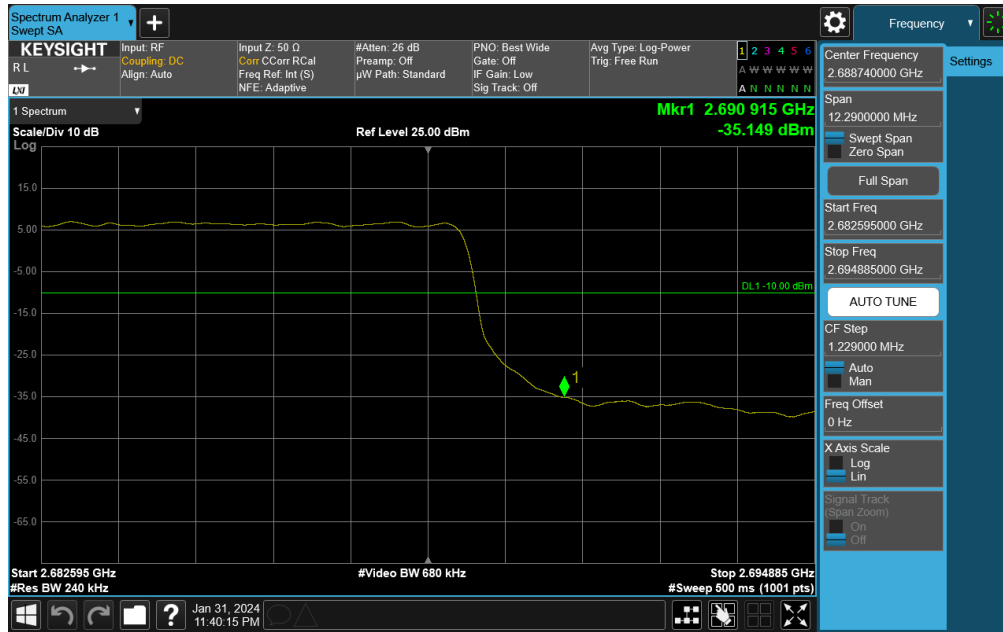 Spectrum Analyzer 1
Swept SA
Frequency
KEYSIGHT
R L
LXI
Input: RF
Coupling: DC
Align: Auto
Input Z: 50 Ω
Corr CCorr RCal
Freq Ref: Int (S)
NFE: Adaptive
#Atten: 26 dB
Preamp: Off
µW Path: Standard
PNO: Best Wide
Gate: Off
IF Gain: Low
Sig Track: Off
Avg Type: Log-Power
Trig: Free Run
1 2 3 4 5 6
A W W W W W
A N N N N N
1 Spectrum
Mkr1 2.690 915 GHz
Scale/Div 10 dB
Ref Level 25.00 dBm
-35.149 dBm
Log
15.0
5.00
-5.00
DL1 -10.00 dBm
-15.0
-25.0
1
-35.0
-45.0
-55.0
-65.0
Start 2.682595 GHz
#Video BW 680 kHz
Stop 2.694885 GHz
#Res BW 240 kHz
#Sweep 500 ms (1001 pts)
?
Jan 31, 2024
11:40:15 PM
Center Frequency
2.688740000 GHz
Settings
Span
12.2900000 MHz
Swept Span
Zero Span
Full Span
Start Freq
2.682595000 GHz
Stop Freq
2.694885000 GHz
AUTO TUNE
CF Step
1.229000 MHz
Auto
Man
Freq Offset
0 Hz
X Axis Scale
Log
Lin
Signal Track
(Span Zoom)
On
Off